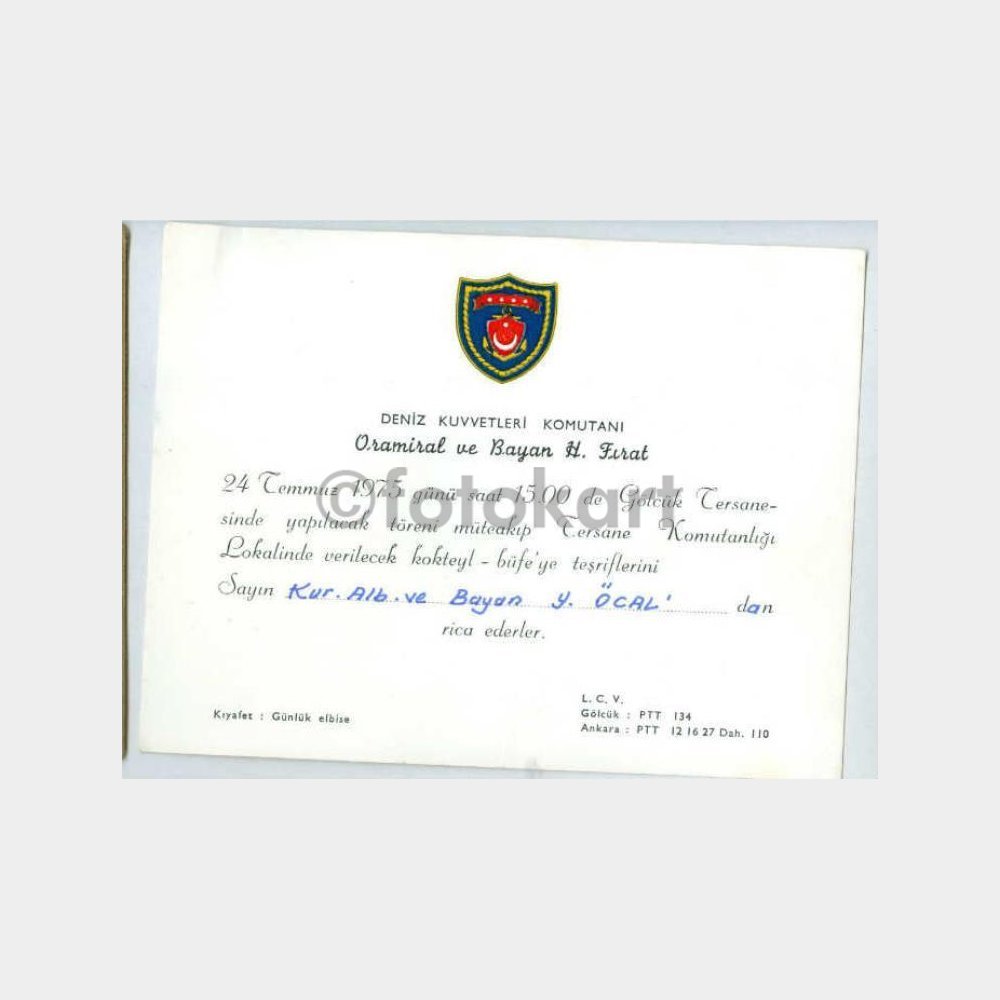 DENİZ KUVVETLERİ KOMUTANI
Oramiral ve Bayan H. Fırat
24 Temmuz 1975 günü saat 15.00 de Gölcük Tersane-
sinde yapılacak töreni müteakip Tersane Komutanlığı
Lokalinde verilecek kokteyl - büfe'ye teşriflerini
Sayın Kur. Alb. ve Bayan Y. ÖCAL' dan
rica ederler.
L. C. V.
Kıyafet : Günlük elbise
Gölcük : PTT 134
Ankara : PTT 12 16 27 Dah. 110
©fotokart